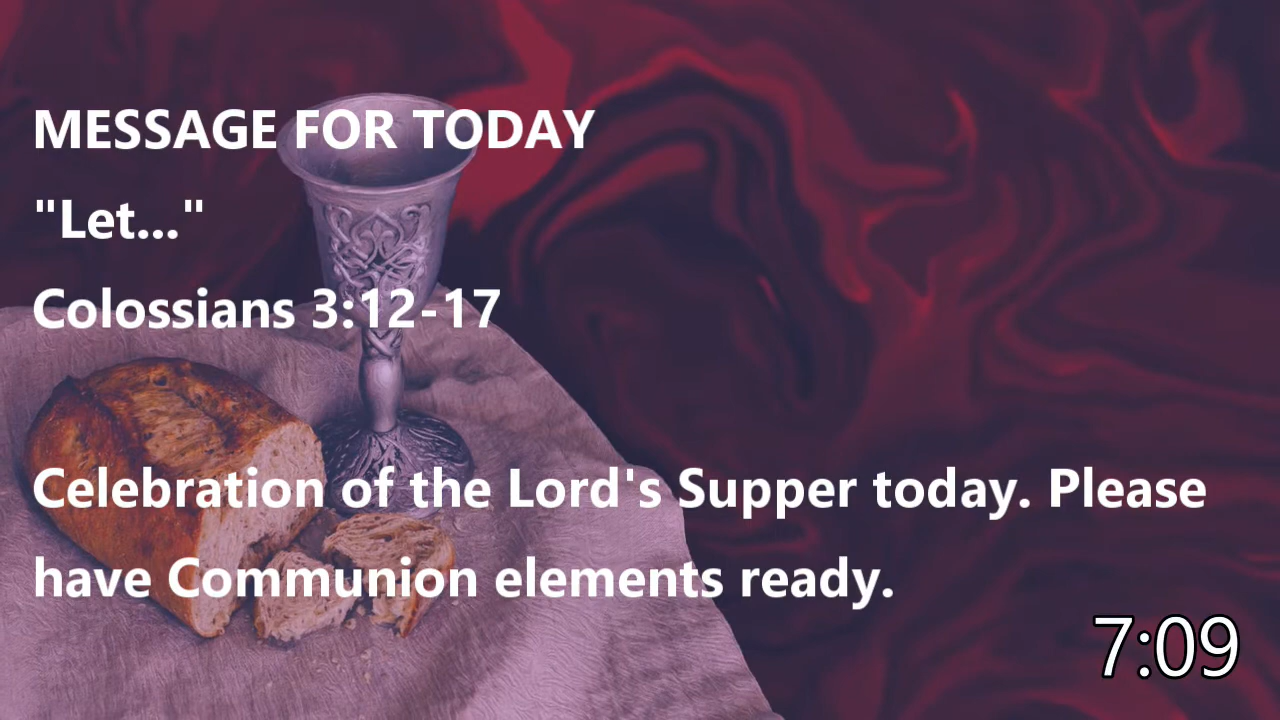 MESSAGE FOR TODAY
"Let..."
Colossians 3:12-17
Celebration of the Lord's Supper today. Please
have Communion elements ready.
7:09